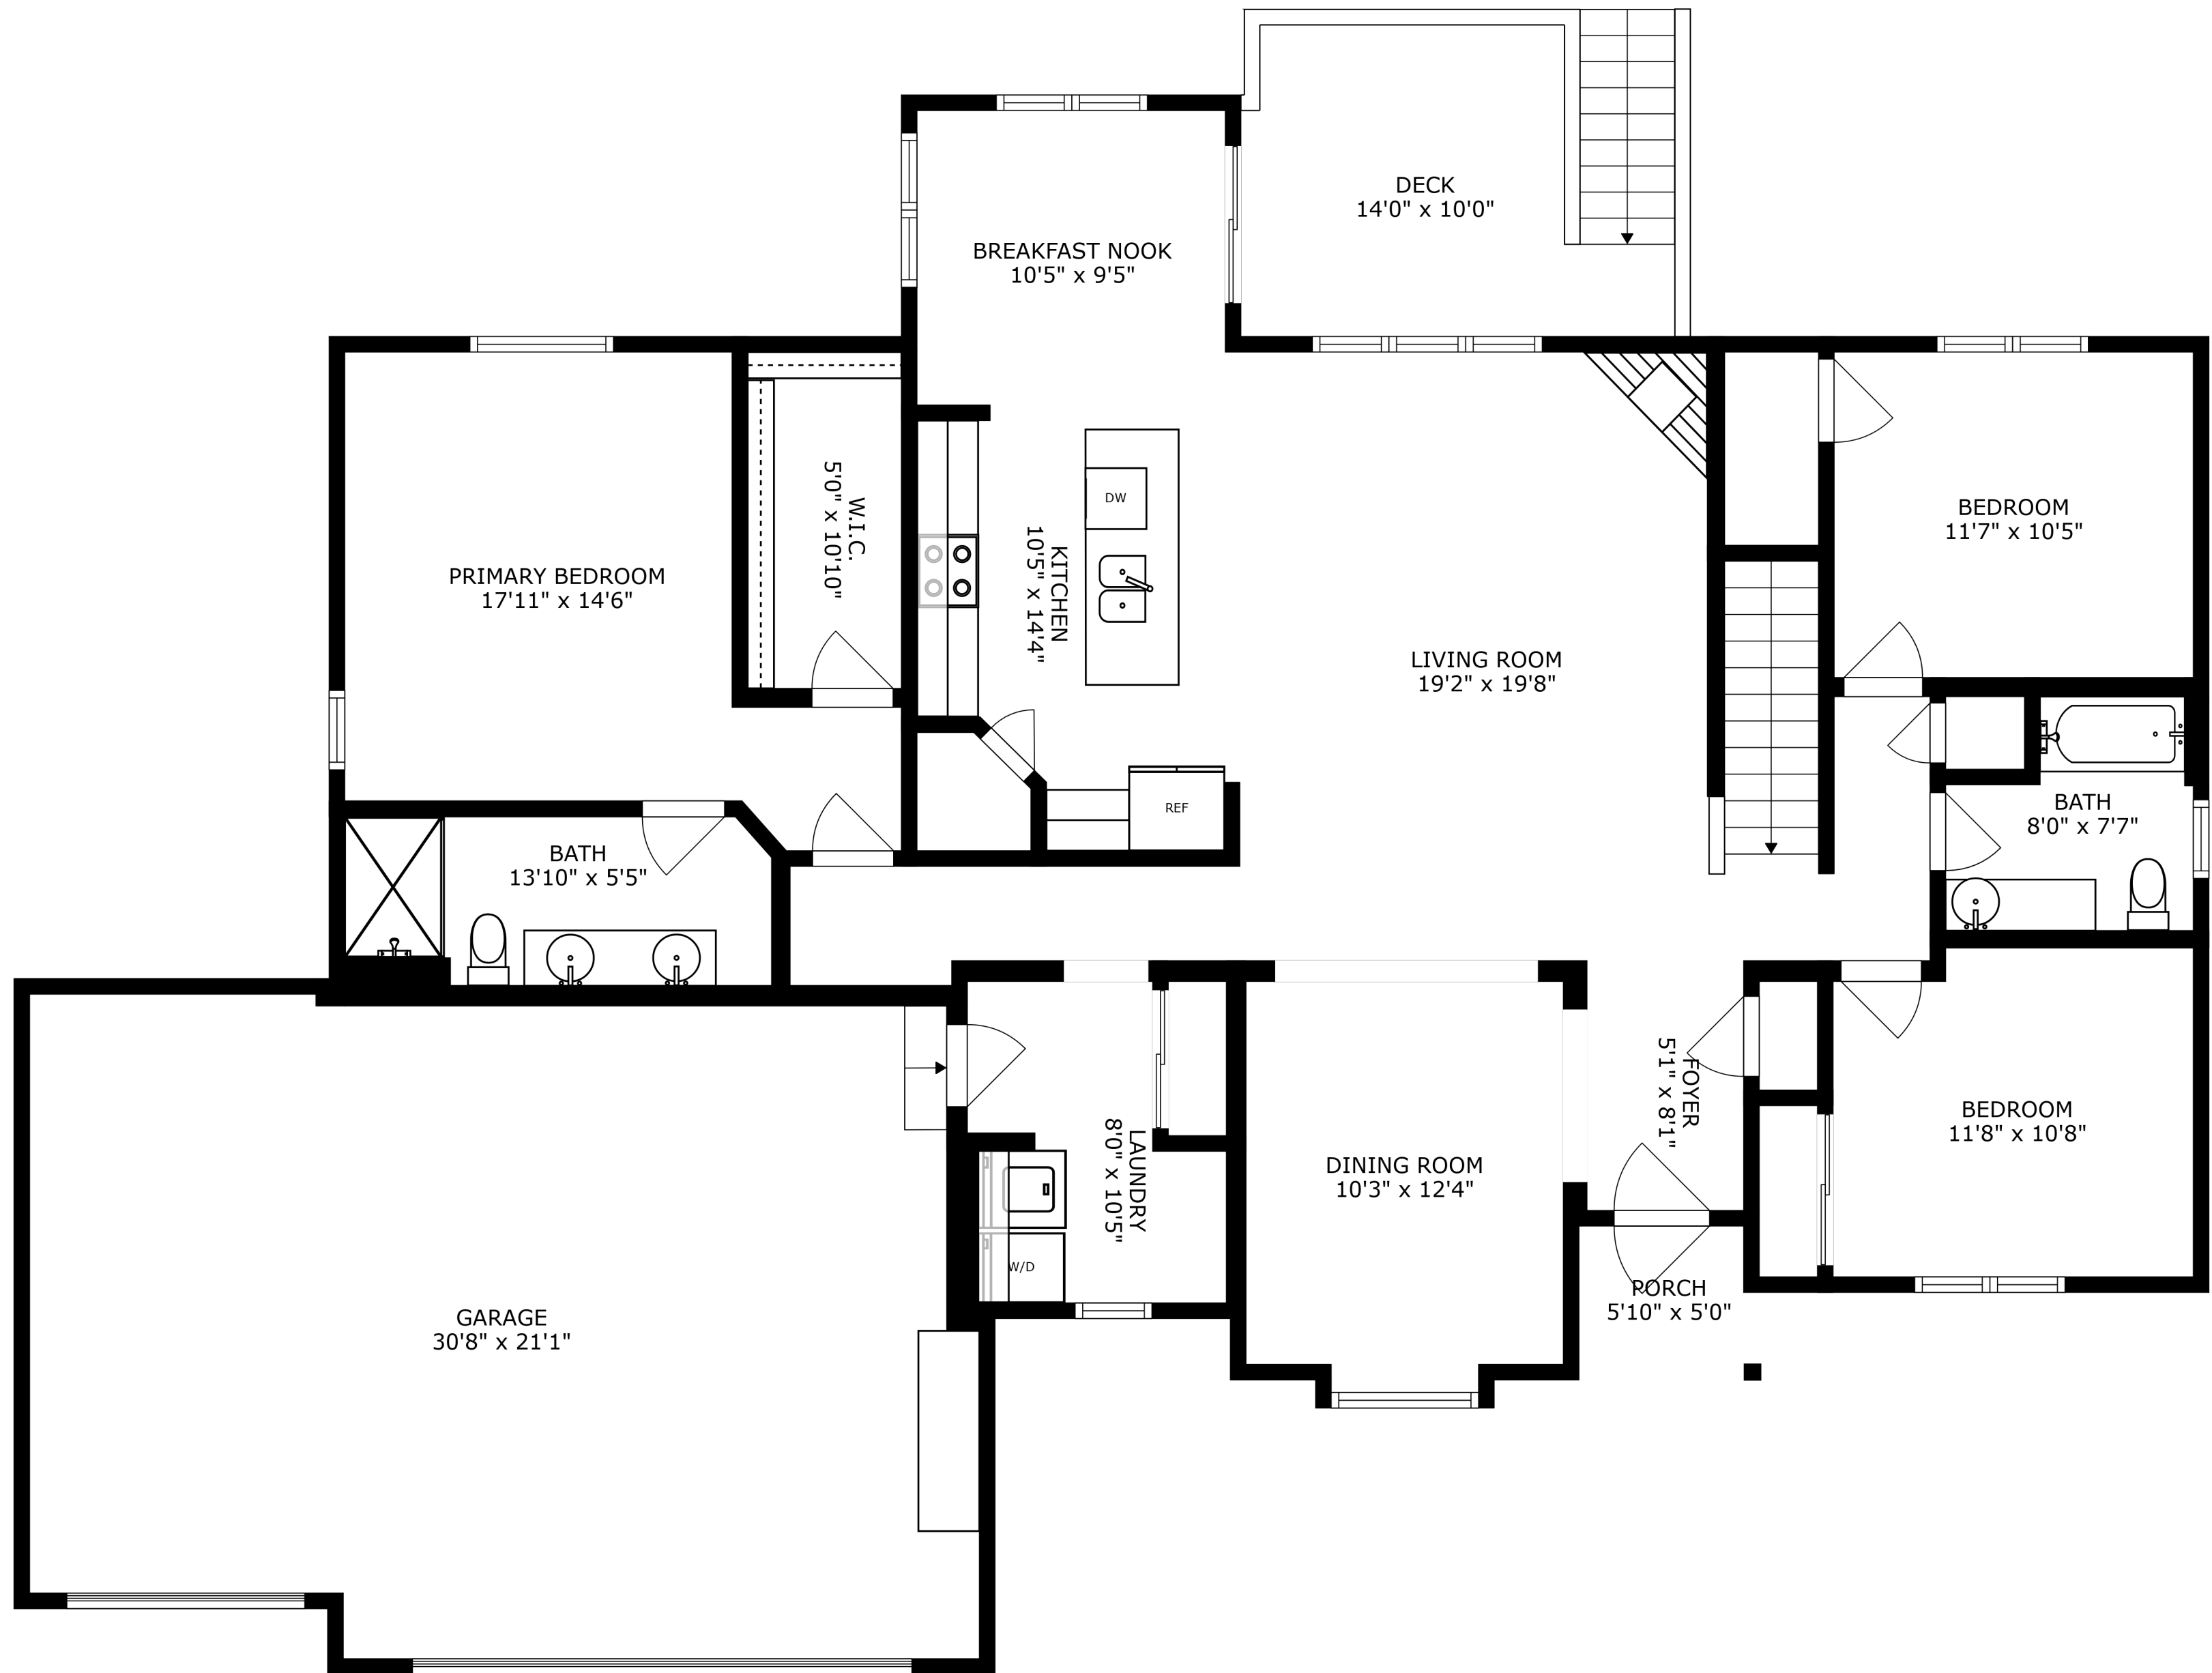 DECK
14'0" x 10'0"
BREAKFAST NOOK
10'5" x 9'5"
W.I.C.
5'0" x 10'10"
DW
KITCHEN
10'5" x 14'4"
BEDROOM
11'7" x 10'5"
PRIMARY BEDROOM
17'11" x 14'6"
LIVING ROOM
19'2" x 19'8"
REF
BATH
8'0" x 7'7"
BATH
13'10" x 5'5"
FOYER
5'1" x 8'1"
BEDROOM
11'8" x 10'8"
LAUNDRY
8'0" x 10'5"
DINING ROOM
10'3" x 12'4"
W/D
PORCH
5'10" x 5'0"
GARAGE
30'8" x 21'1"